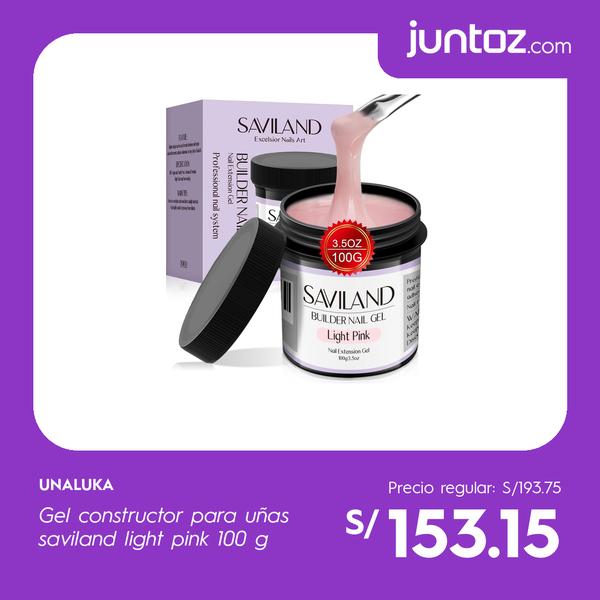 juntoz.com
SAVILAND
Excelsior Nails Art
BUILDER NAIL
Nail Extension Gel
Professional nail system
3.5OZ
100G
SAVILAND
BUILDER NAIL GEL
Light Pink
Nail Extension Gel
100g3.5oz
UNALUKA
Gel constructor para uñas
saviland light pink 100 g
Precio regular: S/193.75
S/153.15